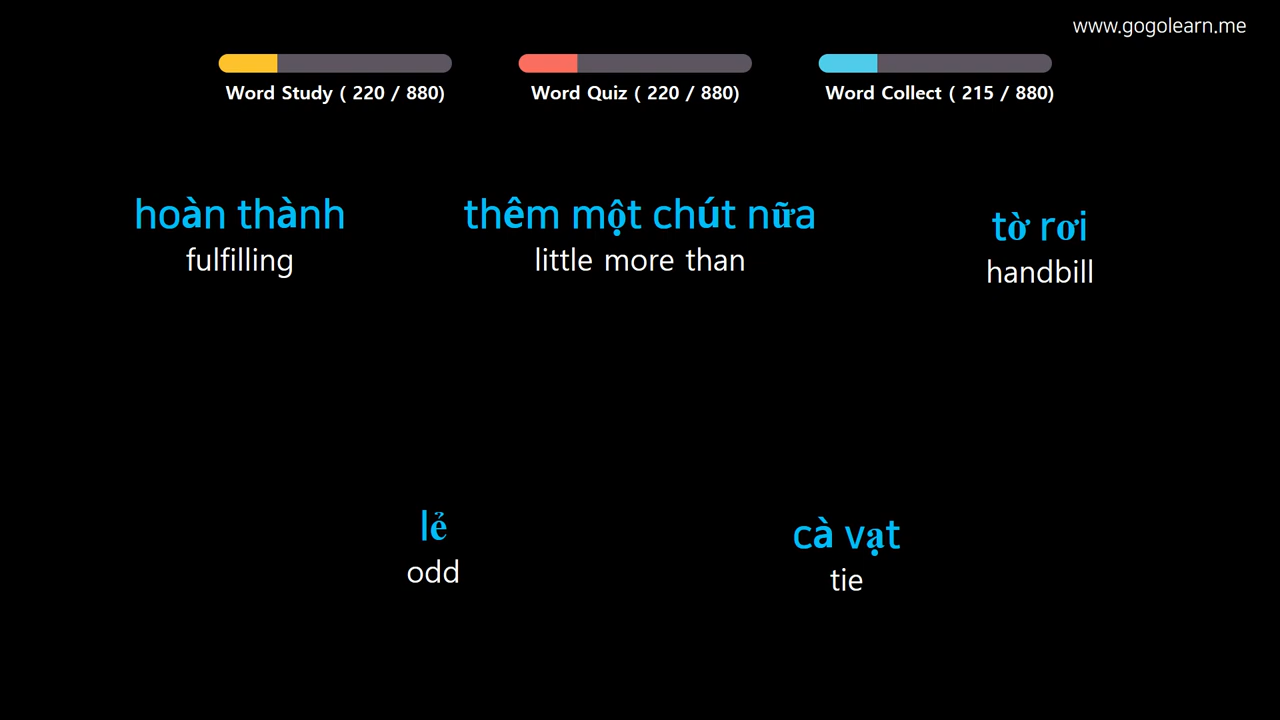 www.gogolearn.me
Word Study ( 220 / 880)
Word Quiz ( 220 / 880)
Word Collect ( 215 / 880)
hoàn thành
fulfilling
thêm một chút nữa
little more than
tờ rơi
handbill
lẻ
odd
cà vạt
tie